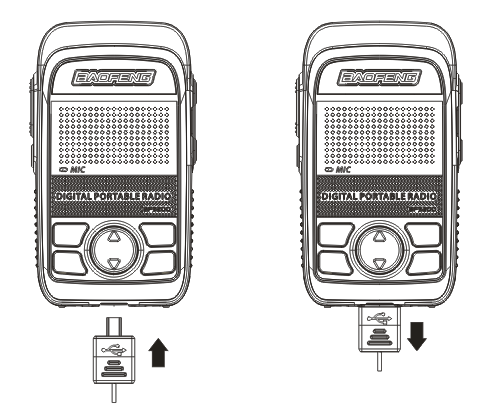 BAOFENG
MIC
DIGITAL PORTABLE RADIO
BAOFENG
MIC
DIGITAL PORTABLE RADIO